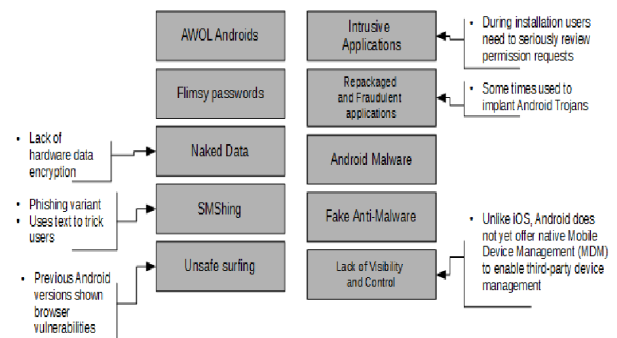 AWOL Androids
Flimsy passwords
• Lack of
hardware data
encryption
Naked Data
• Phishing variant
• Uses text to trick
users
SMShing
• Previous Android
versions shown
browser
vulnerabilities
Unsafe surfing
Intrusive
Applications
• During installation users
need to seriously review
permission requests
Repackaged
and Fraudulent
applications
• Some times used to
implant Android Trojans
Android Malware
Fake Anti-Malware
Lack of Visibility
and Control
• Unlike iOS, Android does
not yet offer native Mobile
Device Management (MDM)
to enable third-party device
management